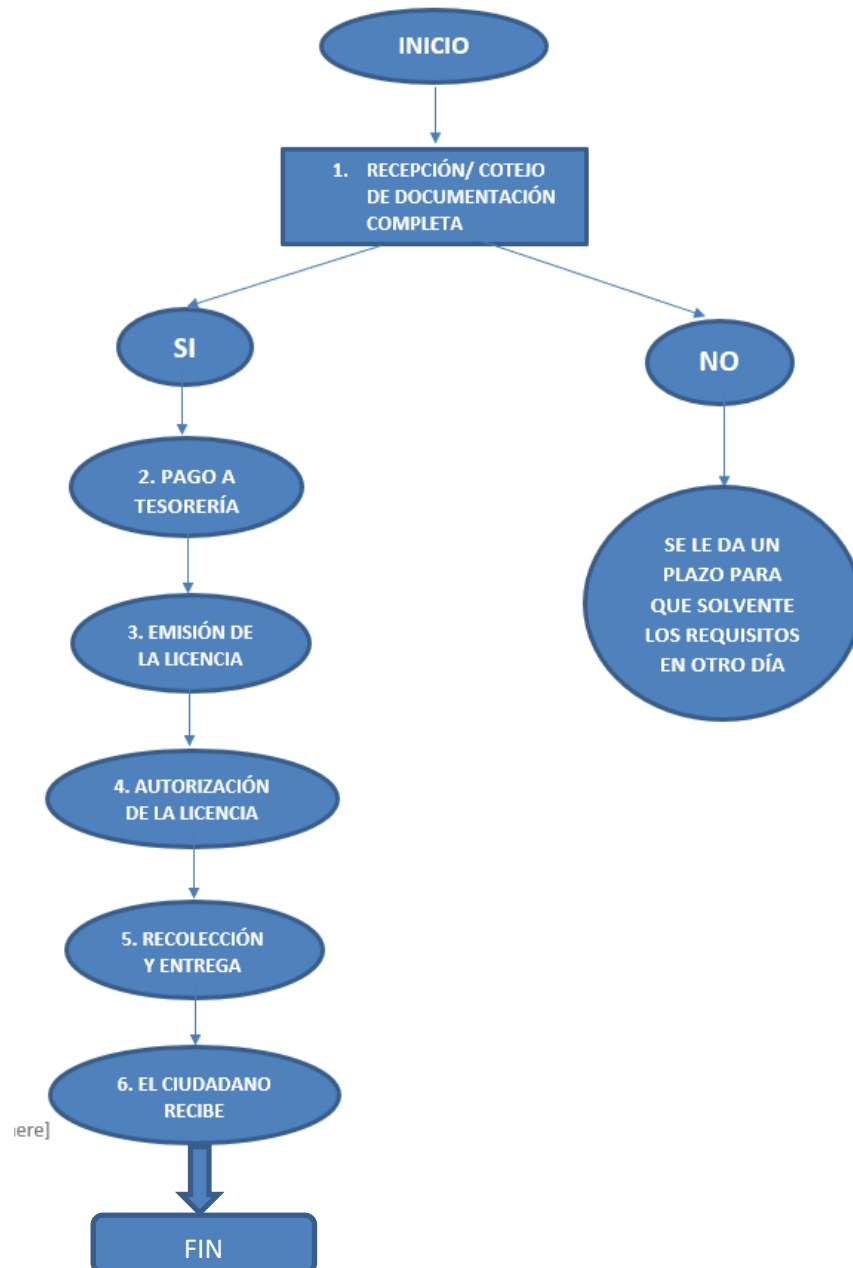 INICIO
1. RECEPCIÓN/ COTEJO
DE DOCUMENTACIÓN
COMPLETA
SI
NO
2. PAGO A
TESORERÍA
SE LE DA UN
PLAZO PARA
QUE SOLVENTE
LOS REQUISITOS
EN OTRO DÍA
3. EMISIÓN DE
LA LICENCIA
4. AUTORIZACIÓN
DE LA LICENCIA
5. RECOLECCIÓN
Y ENTREGA
6. EL CIUDADANO
RECIBE
ere]
FIN